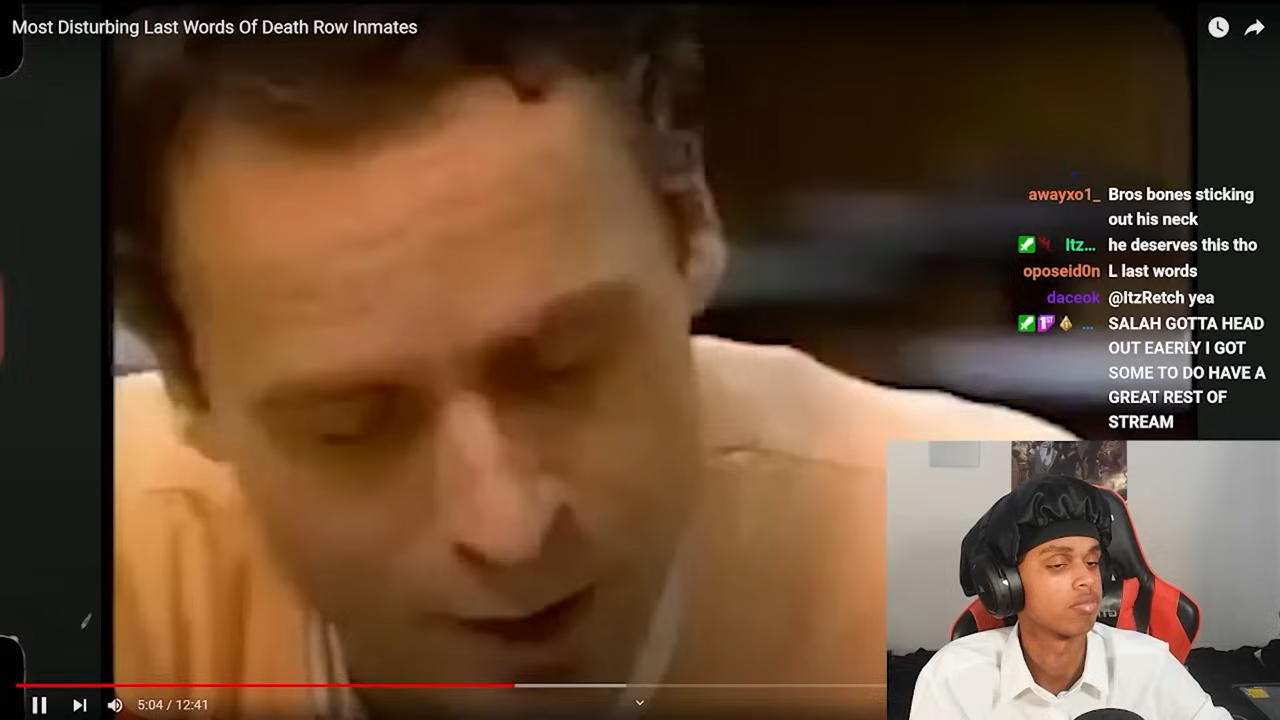 Most Disturbing Last Words Of Death Row Inmates
awayxo1_ Bros bones sticking
out his neck
Itz... he deserves this tho
oposeid0n L last words
daceok @ItzRetch yea
... SALAH GOTTA HEAD
OUT EAERLY I GOT
SOME TO DO HAVE A
GREAT REST OF
STREAM
5:04 / 12:41